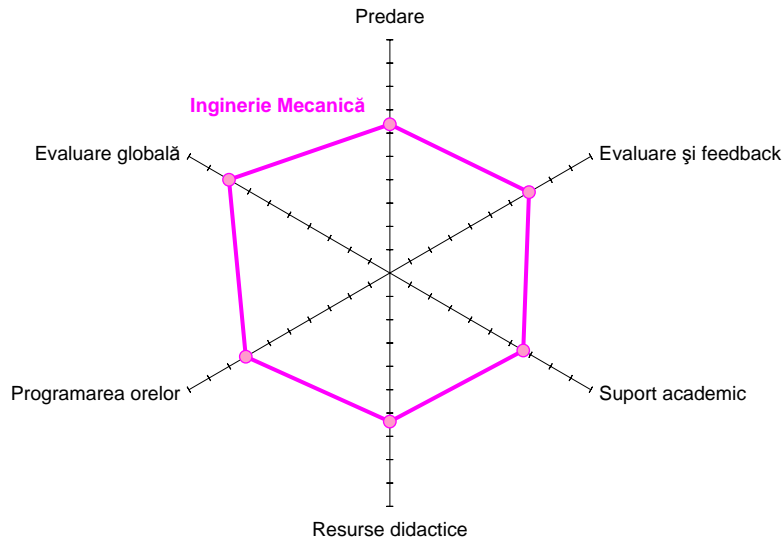 Predare
Inginerie Mecanică
Evaluare globală
Evaluare şi feedback
Programarea orelor
Suport academic
Resurse didactice